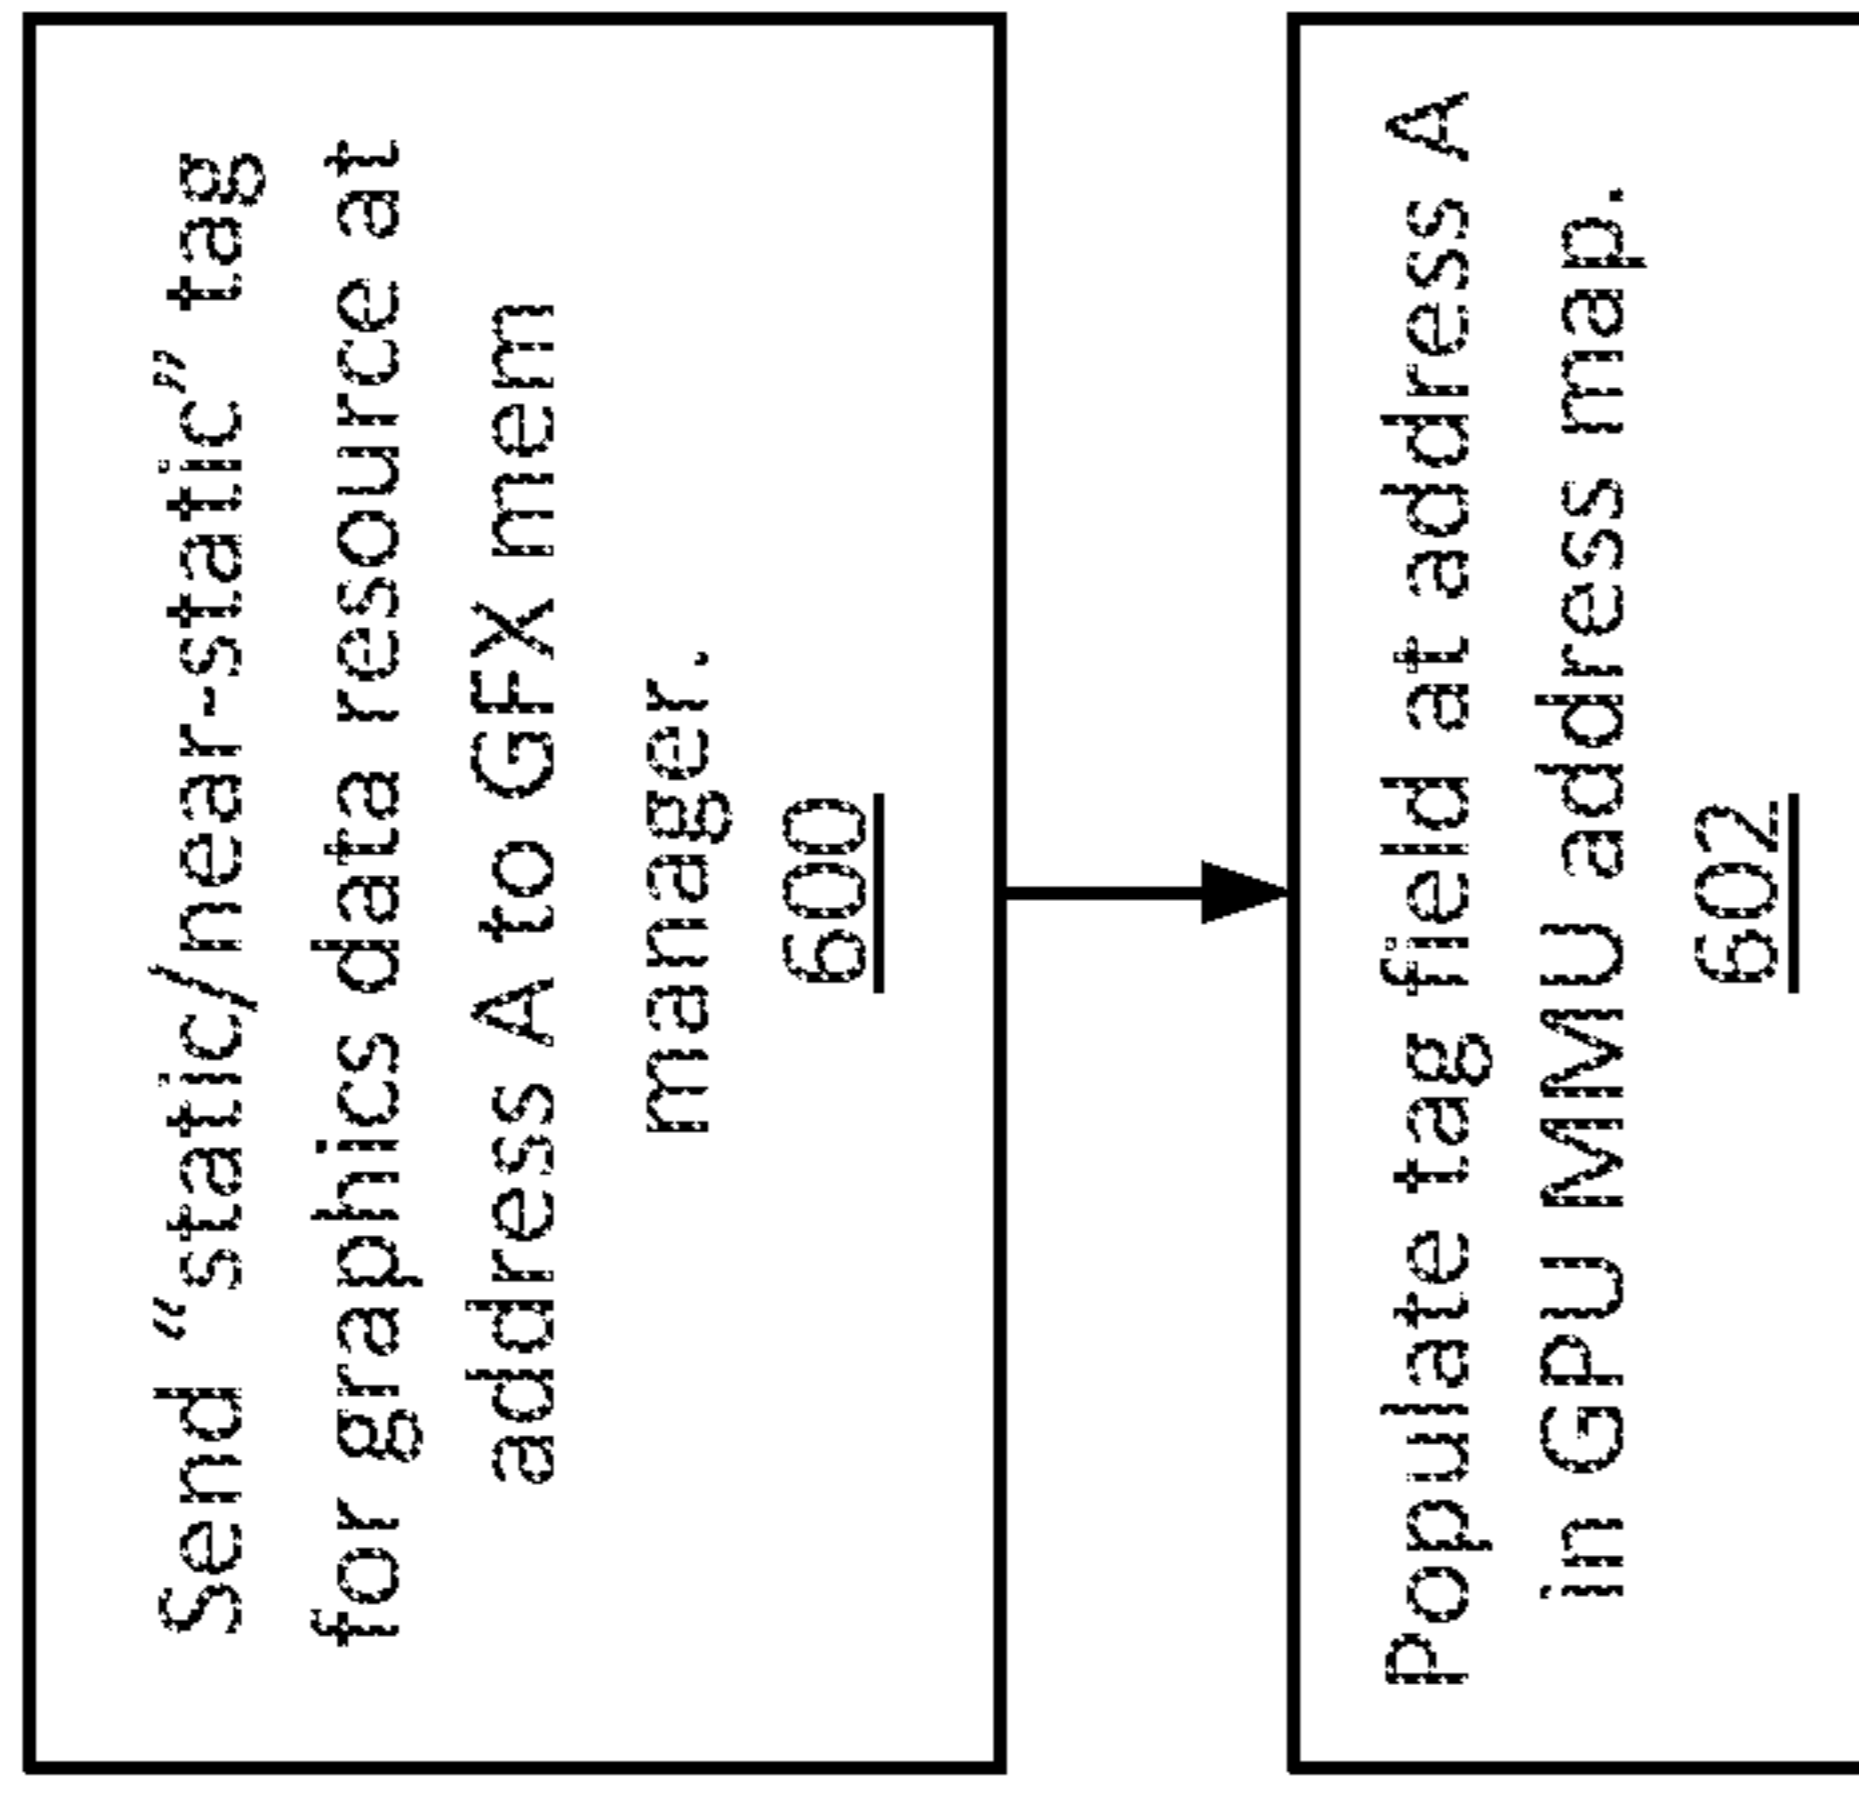 Send “static/near-static” tag
for graphics data resource at
address A to GFX mem
manager.
600
Populate tag field at address A
in GPU MMU address map.
602